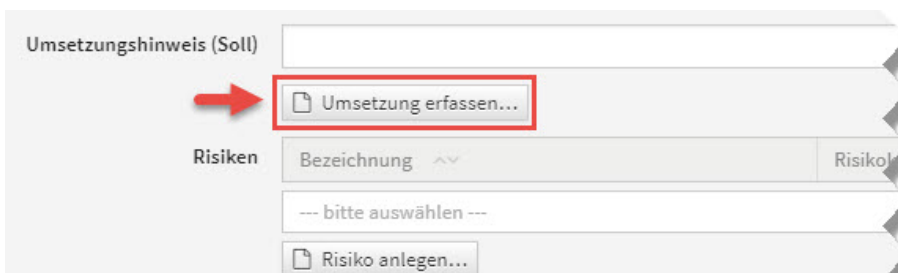 Umsetzungshinweis (Soll)
Umsetzung erfassen...
Risiken
Bezeichnung
--- bitte auswählen ---
Risiko anlegen...